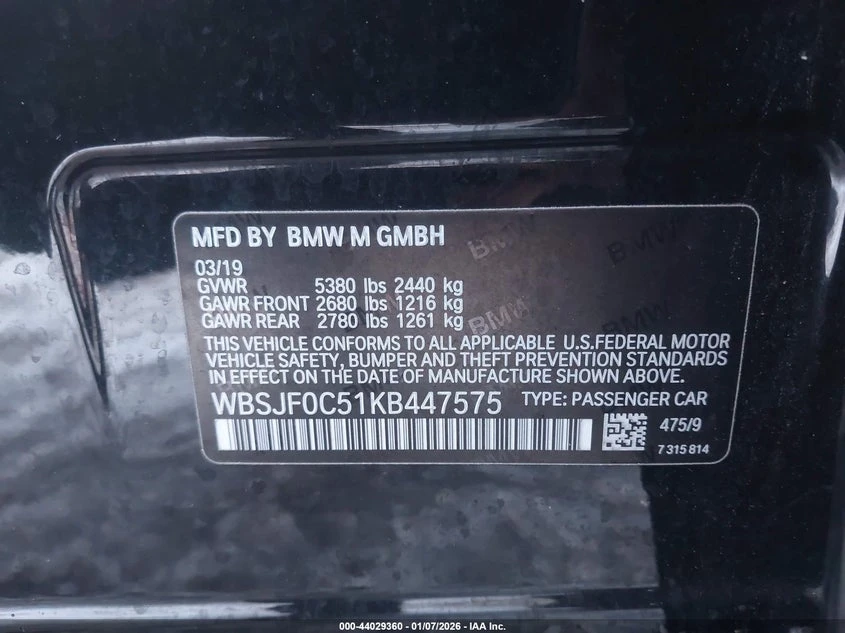 MFD BY BMW M GMBH
03/19
GVWR 5380 lbs 2440 kg
GAWR FRONT 2680 lbs 1216 kg
GAWR REAR 2780 lbs 1261 kg
THIS VEHICLE CONFORMS TO ALL APPLICABLE U.S.FEDERAL MOTOR
VEHICLE SAFETY, BUMPER AND THEFT PREVENTION STANDARDS
IN EFFECT ON THE DATE OF MANUFACTURE SHOWN ABOVE.
WBSJF0C51KB447575 TYPE: PASSENGER CAR
475/9
7 315 814
000-44029360 - 01/07/2026 - IAA Inc.